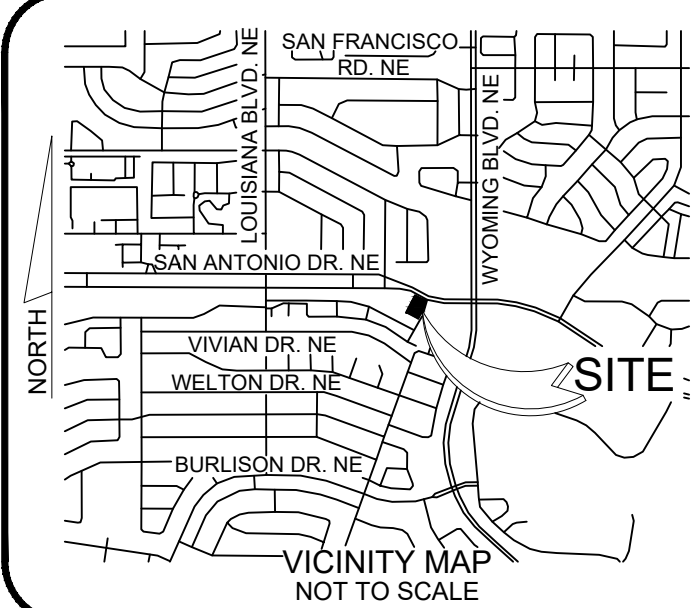 SAN FRANCISCO
RD. NE
LOUISIANA BLVD. NE
WYOMING BLVD. NE
SAN ANTONIO DR. NE
NORTH
VIVIAN DR. NE
SITE
WELTON DR. NE
BURLISON DR. NE
VICINITY MAP
NOT TO SCALE